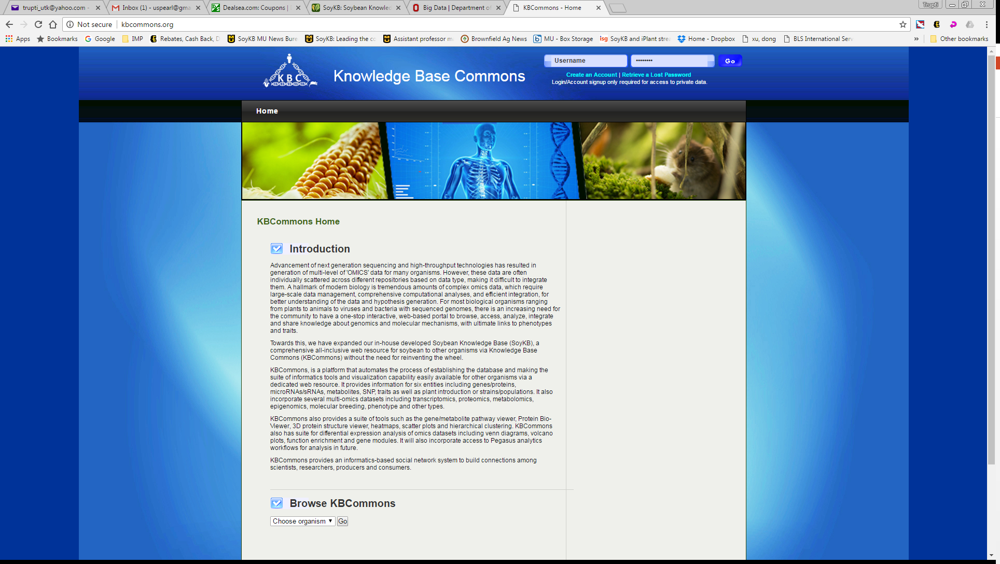 trupti_utk@yahoo.com -
Inbox (1) - uspearl@gma
Dealsea.com: Coupons |
SoyKB: Soybean Knowled
Big Data | Department of
KBCommons - Home
Trupti
Not secure
kbcommons.org
Apps
Bookmarks
Google
IMP
Rebates, Cash Back, D
SoyKB MU News Bure
SoyKB: Leading the co
Assistant professor m
Brownfield Ag News
MU - Box Storage
isg
SoyKB and iPlant strea
Home - Dropbox
xu, dong
BLS International Serv
»
Other bookmarks
KBC
Knowledge Base Commons
Username
••••••••
Go
Create an Account | Retrieve a Lost Password
Login/Account signup only required for access to private data.
Home
KBCommons Home
Introduction
Advancement of next generation sequencing and high-throughput technologies has resulted in
generation of multi-level of 'OMICS' data for many organisms. However, these data are often
individually scattered across different repositories based on data type, making it difficult to integrate
them. A hallmark of modern biology is tremendous amounts of complex omics data, which require
large-scale data management, comprehensive computational analyses, and efficient integration, for
better understanding of the data and hypothesis generation. For most biological organisms ranging
from plants to animals to viruses and bacteria with sequenced genomes, there is an increasing need for
the community to have a one-stop interactive, web-based portal to browse, access, analyze, integrate
and share knowledge about genomics and molecular mechanisms, with ultimate links to phenotypes
and traits.
Towards this, we have expanded our in-house developed Soybean Knowledge Base (SoyKB), a
comprehensive all-inclusive web resource for soybean to other organisms via Knowledge Base
Commons (KBCommons) without the need for reinventing the wheel.
KBCommons, is a platform that automates the process of establishing the database and making the
suite of informatics tools and visualization capability easily available for other organisms via a
dedicated web resource. It provides information for six entities including genes/proteins,
microRNAs/sRNAs, metabolites, SNP, traits as well as plant introduction or strains/populations. It also
incorporate several multi-omics datasets including transcriptomics, proteomics, metabolomics,
epigenomics, molecular breeding, phenotype and other types.
KBCommons also provides a suite of tools such as the gene/metabolite pathway viewer, Protein Bio-
Viewer, 3D protein structure viewer, heatmaps, scatter plots and hierarchical clustering. KBCommons
also has suite for differential expression analysis of omics datasets including venn diagrams, volcano
plots, function enrichment and gene modules. It will also incorporate access to Pegasus analytics
workflows for analysis in future.
KBCommons provides an informatics-based social network system to build connections among
scientists, researchers, producers and consumers.
Browse KBCommons
Choose organism
Go